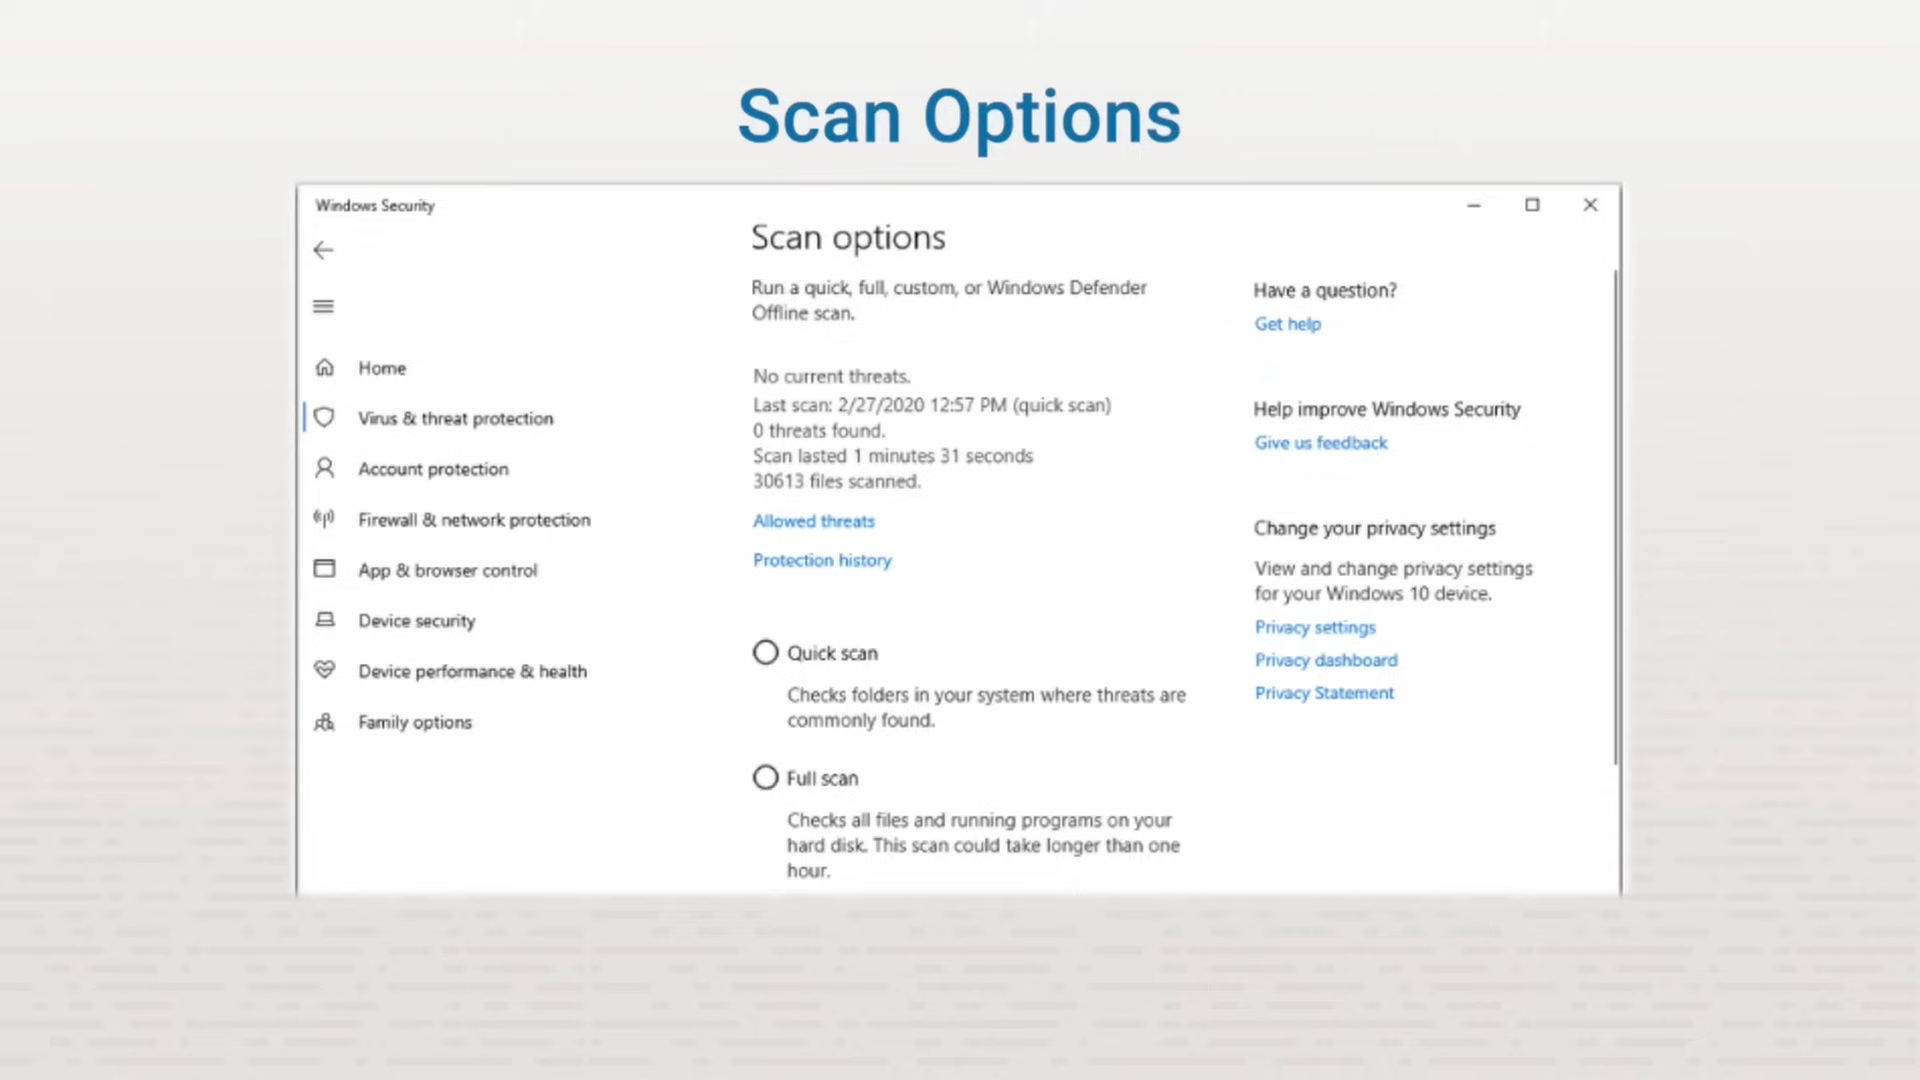 Scan Options
Windows Security
Home
Virus & threat protection
Account protection
Firewall & network protection
App & browser control
Device security
Device performance & health
Family options
Scan options
Run a quick, full, custom, or Windows Defender
Offline scan.
No current threats.
Last scan: 2/27/2020 12:57 PM (quick scan)
0 threats found.
Scan lasted 1 minutes 31 seconds
30613 files scanned.
Allowed threats
Protection history
Quick scan
Checks folders in your system where threats are
commonly found.
Full scan
Checks all files and running programs on your
hard disk. This scan could take longer than one
hour.
Have a question?
Get help
Help improve Windows Security
Give us feedback
Change your privacy settings
View and change privacy settings
for your Windows 10 device.
Privacy settings
Privacy dashboard
Privacy Statement